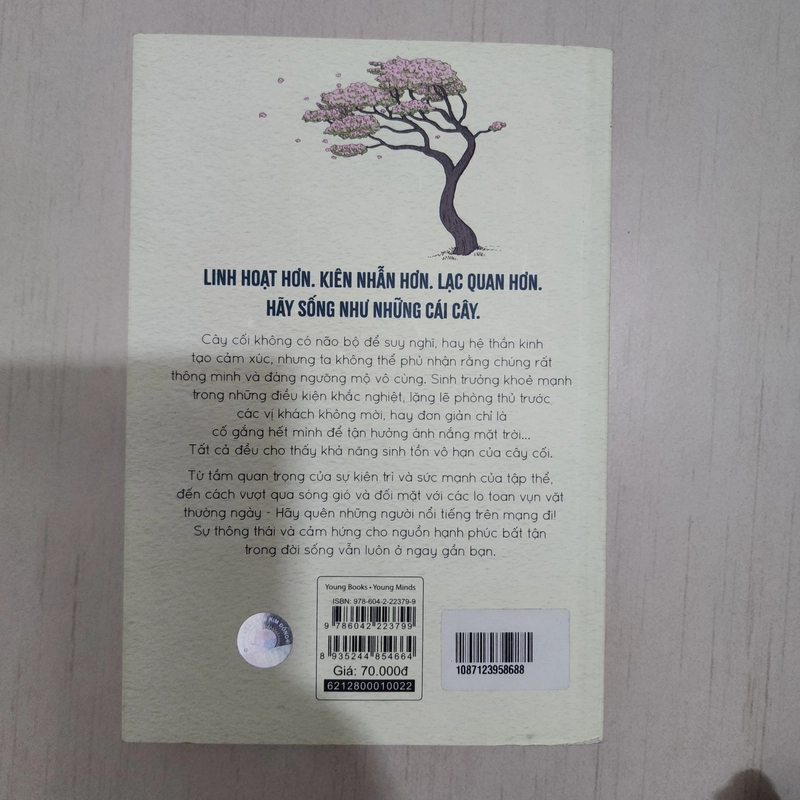 LINH HOẠT HƠN. KIÊN NHẪN HƠN. LẠC QUAN HƠN.
HÃY SỐNG NHƯ NHỮNG CÁI CÂY.
Cây cối không có não bộ để suy nghĩ, hay hệ thần kinh
tạo cảm xúc, nhưng ta không thể phủ nhận rằng chúng rất
thông minh và đáng ngưỡng mộ vô cùng. Sinh trưởng khoẻ mạnh
trong những điều kiện khắc nghiệt, lặng lẽ phòng thủ trước
các vị khách không mời, hay đơn giản chỉ là
cố gắng hết mình để tận hưởng ánh nắng mặt trời...
Tất cả đều cho thấy khả năng sinh tồn vô hạn của cây cối.
Từ tầm quan trọng của sự kiên trì và sức mạnh của tập thể,
đến cách vượt qua sóng gió và đối mặt với các lo toan vụn vặt
thường ngày - Hãy quên những người nổi tiếng trên mạng đi!
Sự thông thái và cảm hứng cho nguồn hạnh phúc bất tận
trong đời sống vẫn luôn ở ngay gần bạn.
Young Books • Young Minds
ISBN: 978-604-2-22379-9
9 786042 223799
8 935244 854664
Giá: 70.000đ
6212800010022
KIM ĐỒNG
1087123958688